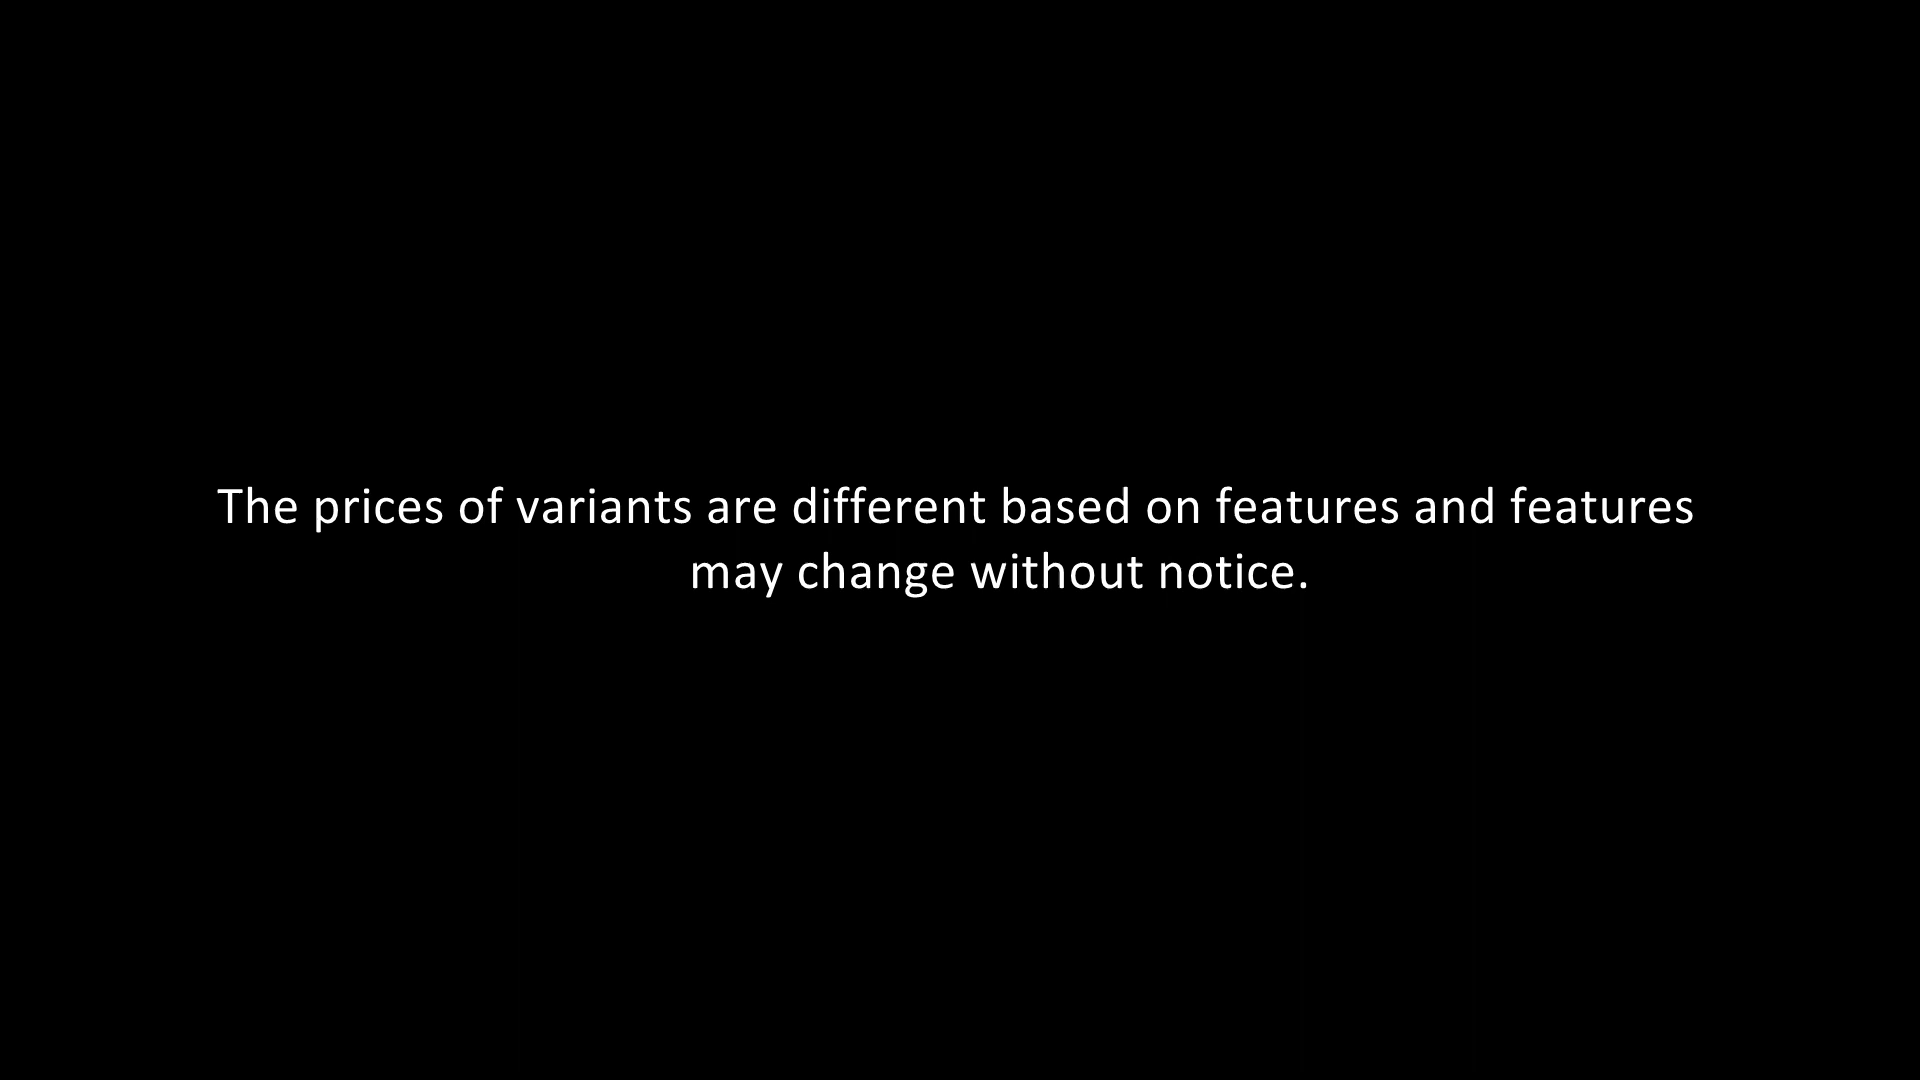 The prices of variants are different based on features and features
may change without notice.